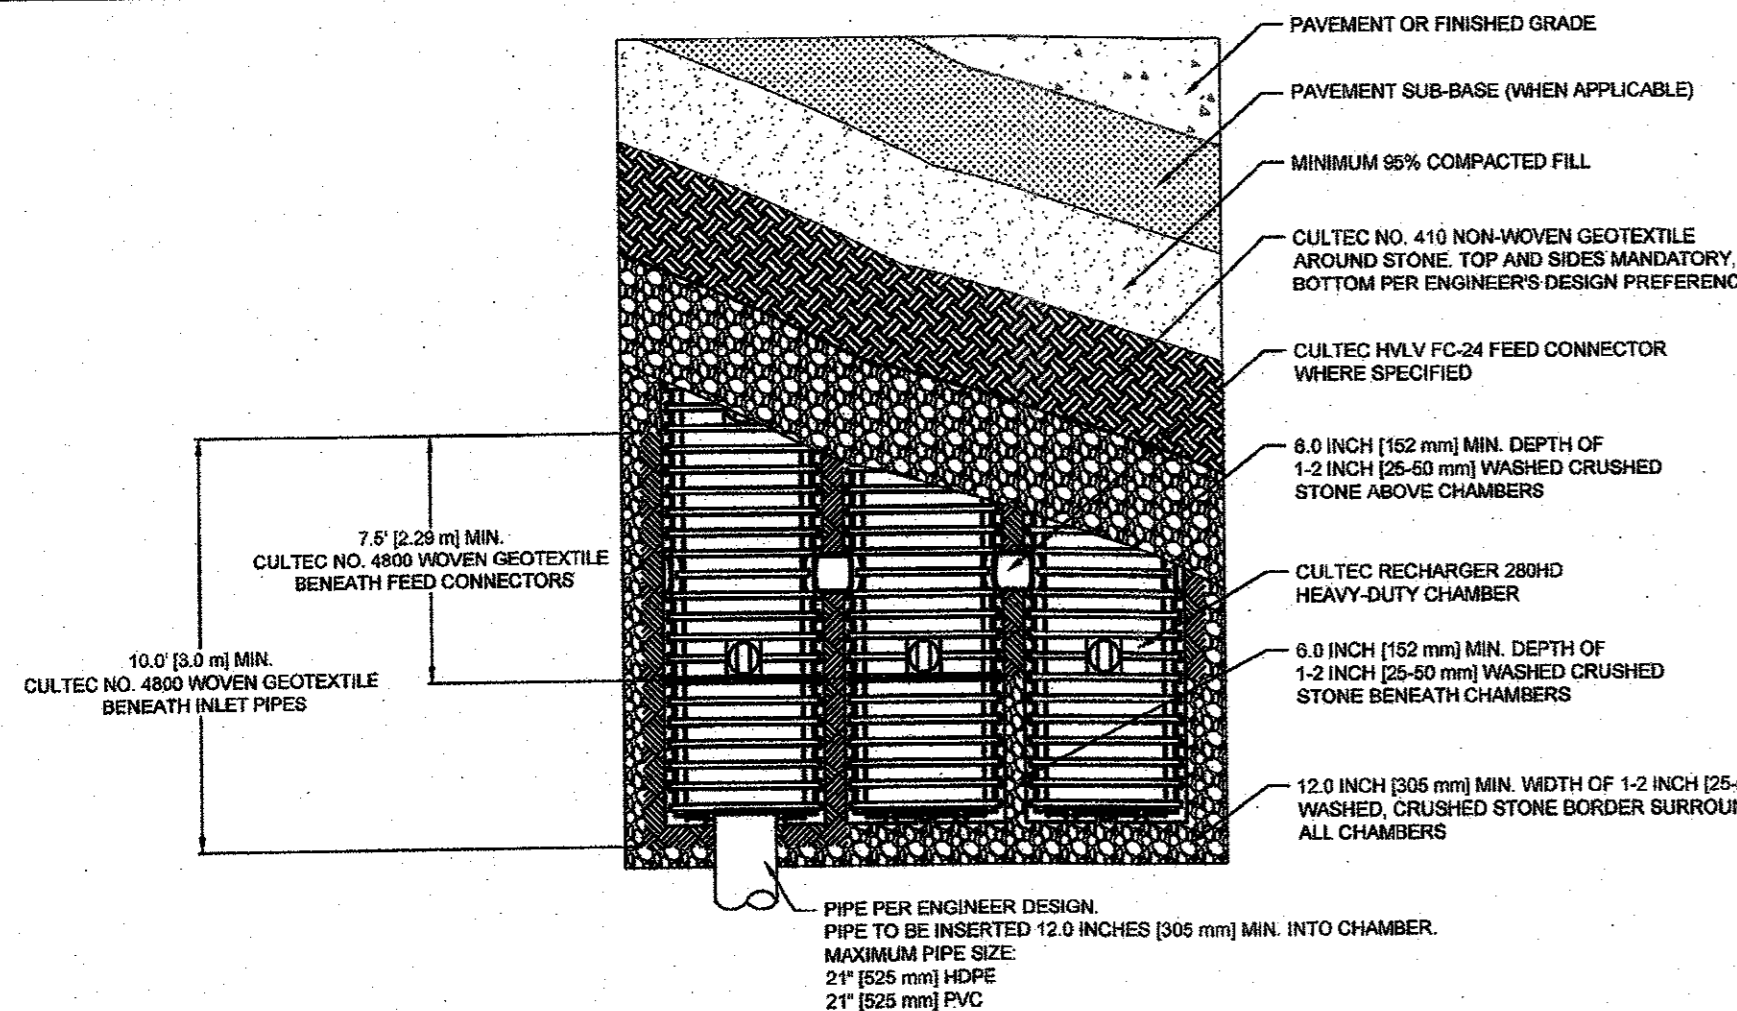 PAVEMENT OR FINISHED GRADE
PAVEMENT SUB-BASE (WHEN APPLICABLE)
MINIMUM 95% COMPACTED FILL
CULTEC NO. 410 NON-WOVEN GEOTEXTILE
AROUND STONE. TOP AND SIDES MANDATORY,
BOTTOM PER ENGINEER'S DESIGN PREFERENC
CULTEC HVLV FC-24 FEED CONNECTOR
WHERE SPECIFIED
6.0 INCH [152 mm] MIN. DEPTH OF
1-2 INCH [25-50 mm] WASHED CRUSHED
STONE ABOVE CHAMBERS
7.5' [2.29 m] MIN.
CULTEC NO. 4800 WOVEN GEOTEXTILE
BENEATH FEED CONNECTORS
CULTEC RECHARGER 280HD
HEAVY-DUTY CHAMBER
10.0' [3.0 m] MIN.
CULTEC NO. 4800 WOVEN GEOTEXTILE
BENEATH INLET PIPES
6.0 INCH [152 mm] MIN. DEPTH OF
1-2 INCH [25-50 mm] WASHED CRUSHED
STONE BENEATH CHAMBERS
12.0 INCH [305 mm] MIN. WIDTH OF 1-2 INCH [25-
WASHED, CRUSHED STONE BORDER SURROUN
ALL CHAMBERS
PIPE PER ENGINEER DESIGN.
PIPE TO BE INSERTED 12.0 INCHES [305 mm] MIN. INTO CHAMBER.
MAXIMUM PIPE SIZE:
21" [525 mm] HDPE
21" [525 mm] PVC